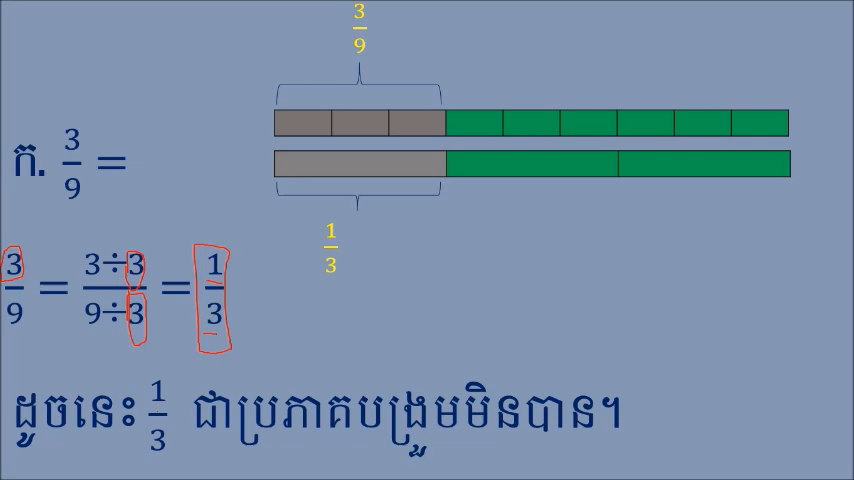 3/9
ក. 3/9 =
1/3
3/9 = 3÷3/9÷3 = 1/3
ដូចនេះ 1/3 ជាប្រភាគបង្រួមមិនបាន។